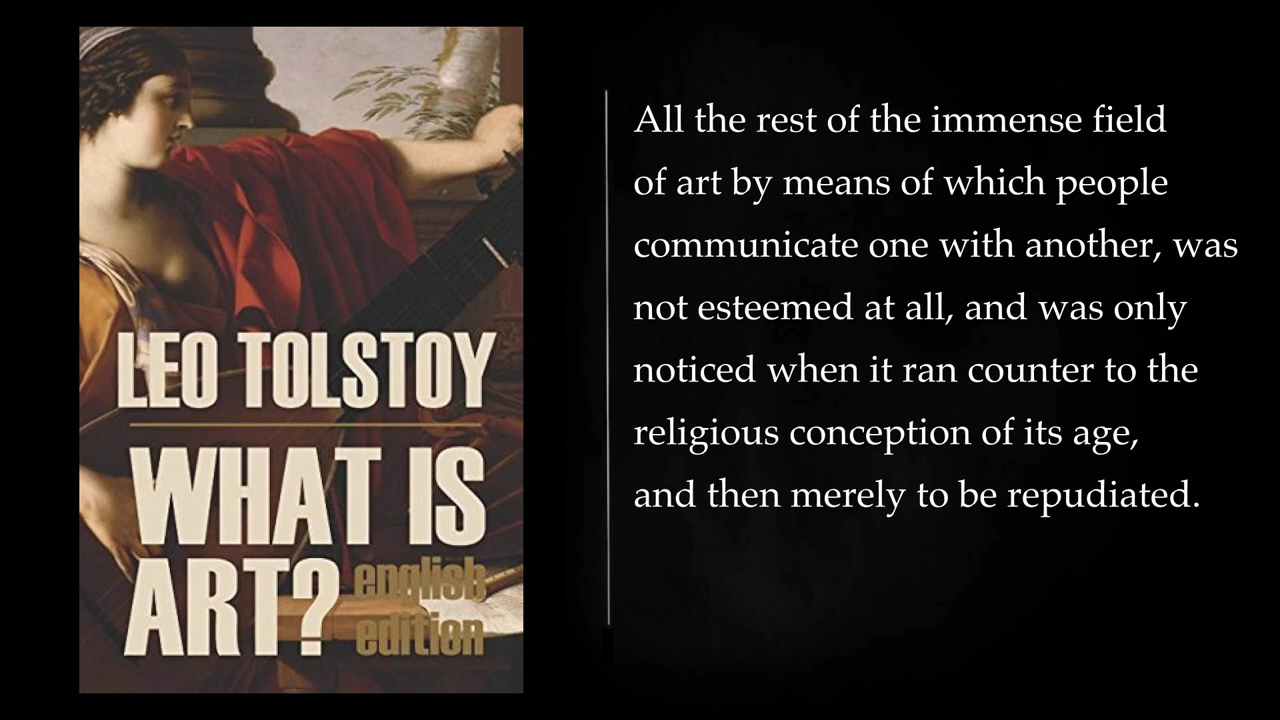 LEO TOLSTOY
WHAT IS
ART?
english
edition
All the rest of the immense field
of art by means of which people
communicate one with another, was
not esteemed at all, and was only
noticed when it ran counter to the
religious conception of its age,
and then merely to be repudiated.